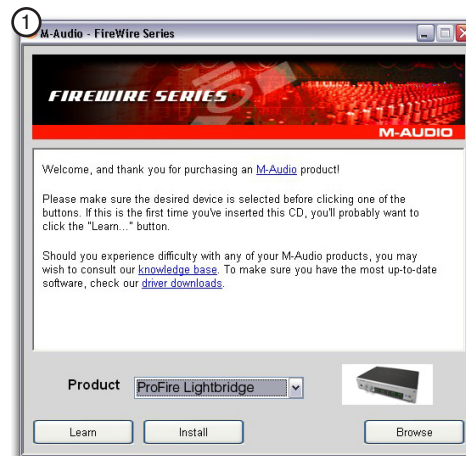 1
M-Audio - FireWire Series
FIREWIRE SERIES
M-AUDIO
Welcome, and thank you for purchasing an M-Audio product!
Please make sure the desired device is selected before clicking one of the
buttons. If this is the first time you've inserted this CD, you'll probably want to
click the "Learn..." button.
Should you experience difficulty with any of your M-Audio products, you may
wish to consult our knowledge base. To make sure you have the most up-to-date
software, check our driver downloads.
Product ProFire Lightbridge
Learn Install Browse